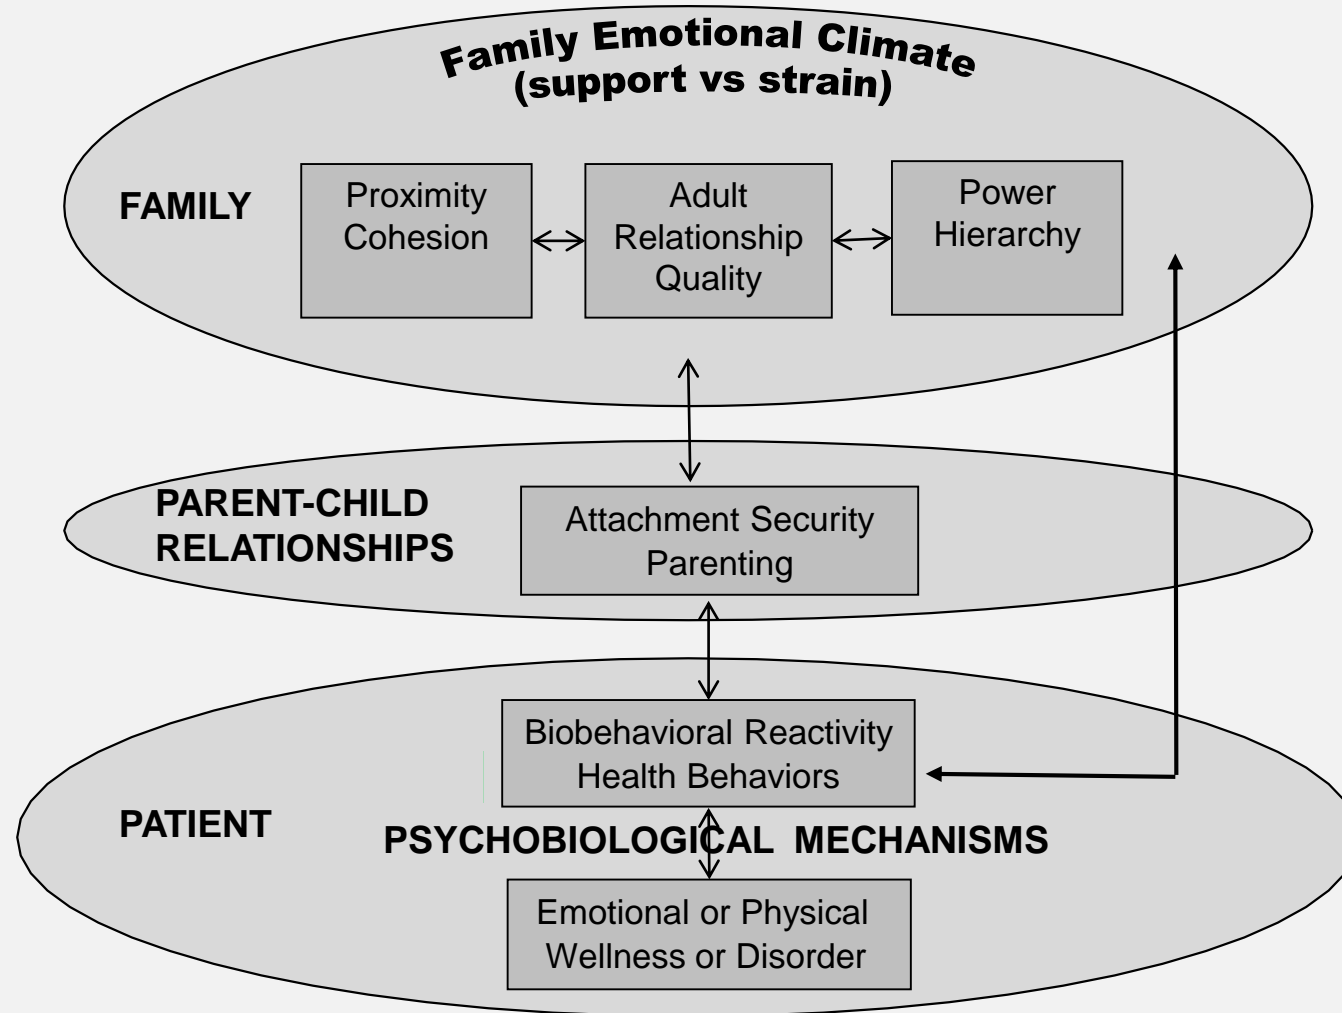 Family Emotional Climate
(support vs strain)
FAMILY
Proximity
Cohesion
Adult
Relationship
Quality
Power
Hierarchy
PARENT-CHILD
RELATIONSHIPS
Attachment Security
Parenting
Biobehavioral Reactivity
Health Behaviors
PATIENT
PSYCHOBIOLOGICAL MECHANISMS
Emotional or Physical
Wellness or Disorder